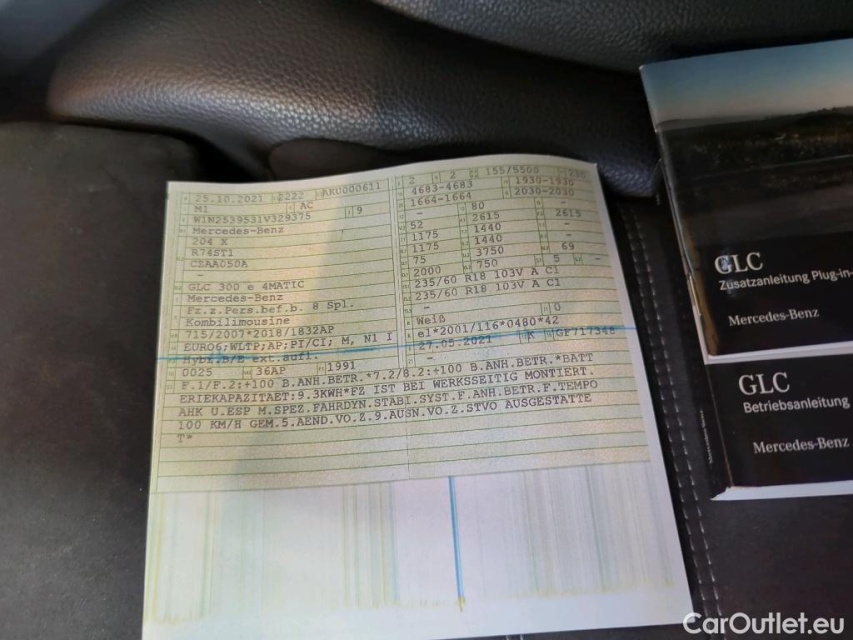 25.10.2021 2222 ARU000611
M1 AC
W1N2539531V329375 9
Mercedes-Benz
204 X
R74ST1
CZAA050A
-
GLC 300 e 4MATIC
Mercedes-Benz
Fz.z.Pers.bef.b. 8 Spl.
Kombilimousine
715/2007*2018/1832AP
EURO6;WLTP;AP;PI/CI; M, N1 I
Hybr.B/E ext.aufl.
0025 36AP 1991
2 2 155/5500
4683-4683 1930-1930
1664-1664 2030-2030
- 80 -
52 2615 2615
1175 1440 -
1175 1440 -
75 3750 69
2000 750 5 -
235/60 R18 103V A C1
235/60 R18 103V A C1
-
Weiß 0
e1*2001/116*0480*42
27.05.2021 K GF717348
-
F.1/F.2:+100 B.ANH.BETR.*7.2/8.2:+100 B.ANH.BETR.*BATT
ERIEKAPAZITAET:9.3KWH*FZ IST BEI WERKSSEITIG MONTIERT.
AHK U.ESP M.SPEZ.FAHRDYN.STABI.SYST.F.ANH.BETR.F.TEMPO
100 KM/H GEM.5.AEND.VO.Z.9.AUSN.VO.Z.STVO AUSGESTATTE
T*
GLC
Zusatzanleitung Plug-in-
Mercedes-Benz
GLC
Betriebsanleitung
Mercedes-Benz
CarOutlet.eu